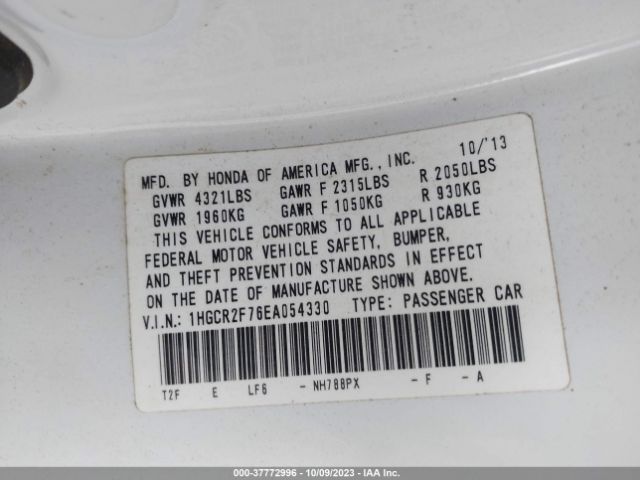 MFD. BY HONDA OF AMERICA MFG., INC. 10/'13
GVWR 4321LBS GAWR F 2315LBS R 2050LBS
GVWR 1960KG GAWR F 1050KG R 930KG
THIS VEHICLE CONFORMS TO ALL APPLICABLE
FEDERAL MOTOR VEHICLE SAFETY, BUMPER,
AND THEFT PREVENTION STANDARDS IN EFFECT
ON THE DATE OF MANUFACTURE SHOWN ABOVE.
V.I.N.: 1HGCR2F76EA054330 TYPE: PASSENGER CAR
T2F E LF6 - NH788PX - F - A
000-37772996 - 10/09/2023 - IAA Inc.